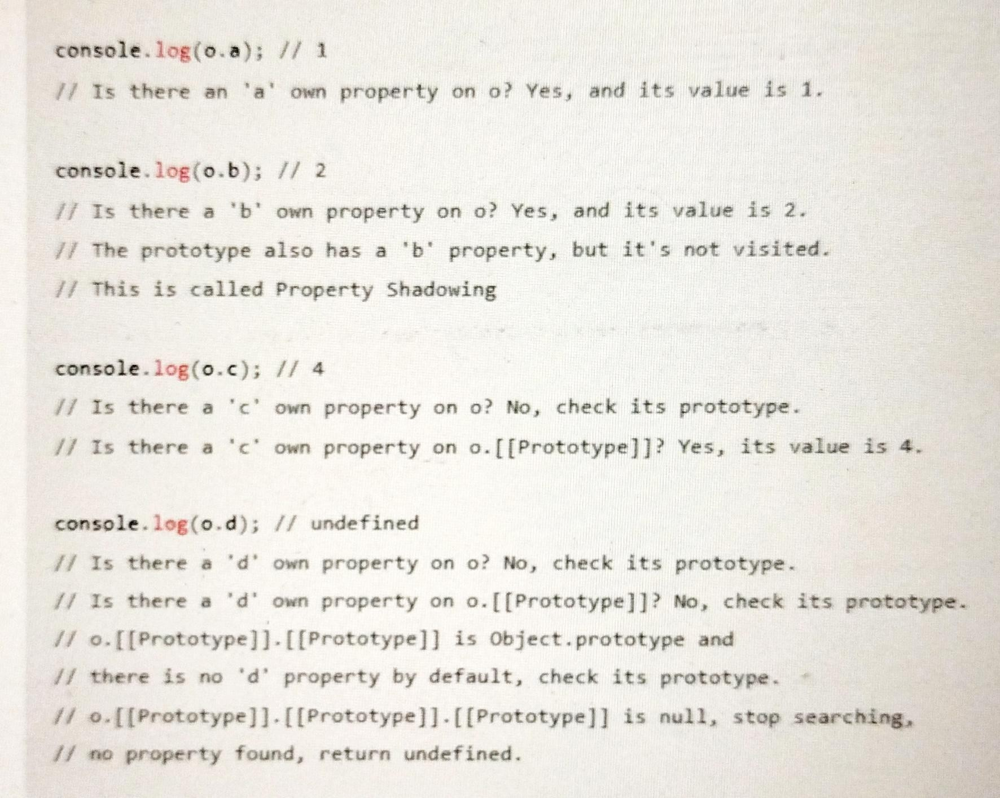 console.log(o.a); // 1
// Is there an 'a' own property on o? Yes, and its value is 1.
console.log(o.b); // 2
// Is there a 'b' own property on o? Yes, and its value is 2.
// The prototype also has a 'b' property, but it's not visited.
// This is called Property Shadowing
console.log(o.c); // 4
// Is there a 'c' own property on o? No, check its prototype.
// Is there a 'c' own property on o.[[Prototype]]? Yes, its value is 4.
console.log(o.d); // undefined
// Is there a 'd' own property on o? No, check its prototype.
// Is there a 'd' own property on o.[[Prototype]]? No, check its prototype.
// o.[[Prototype]].[[Prototype]] is Object.prototype and
// there is no 'd' property by default, check its prototype.
// o.[[Prototype]].[[Prototype]].[[Prototype]] is null, stop searching,
// no property found, return undefined.